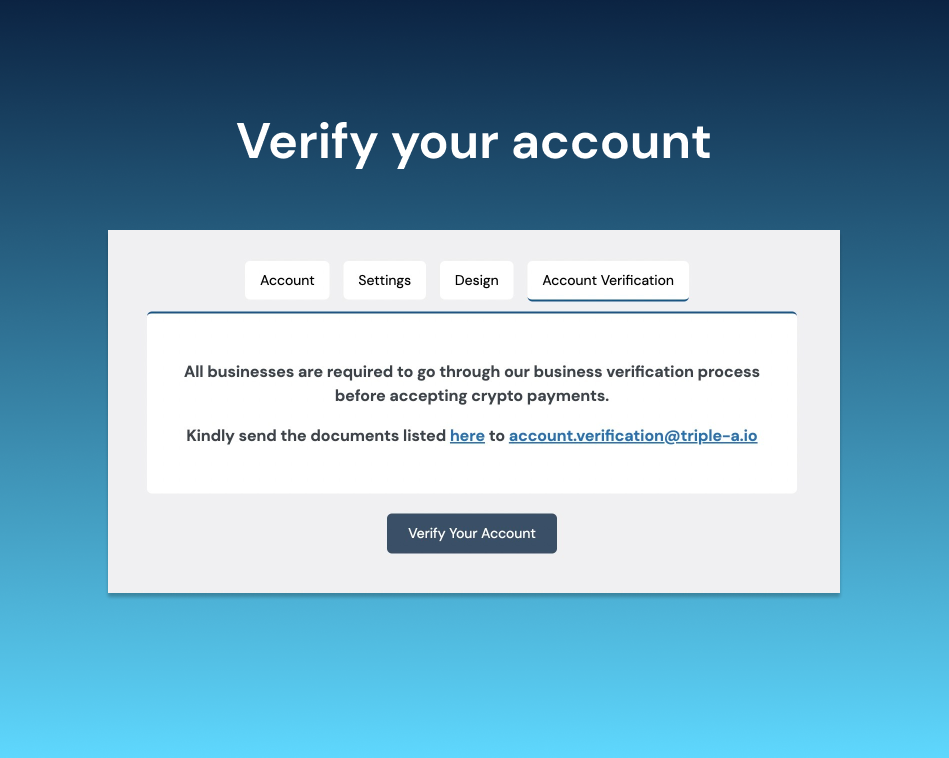 Verify your account
Account Settings Design Account Verification
All businesses are required to go through our business verification process
before accepting crypto payments.
Kindly send the documents listed here to account.verification@triple-a.io
Verify Your Account